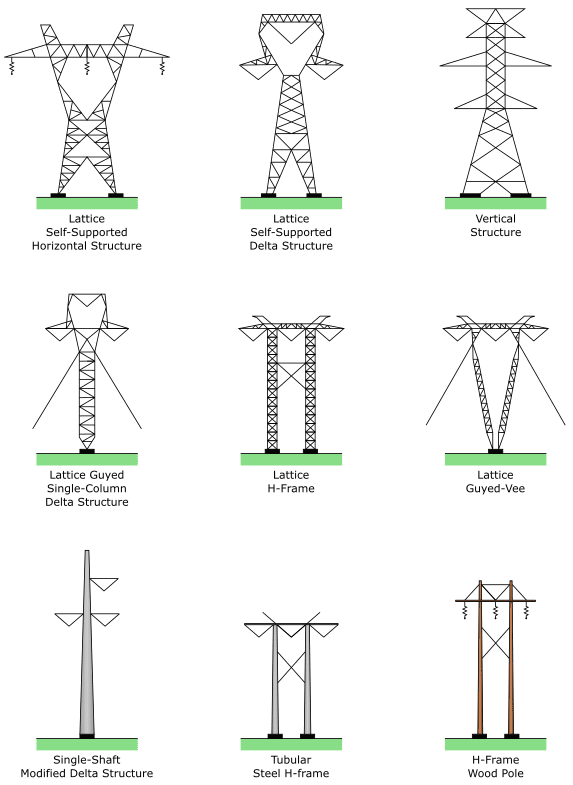 Lattice
Self-Supported
Horizontal Structure
Lattice
Self-Supported
Delta Structure
Vertical
Structure
Lattice Guyed
Single-Column
Delta Structure
Lattice
H-Frame
Lattice
Guyed-Vee
Single-Shaft
Modified Delta Structure
Tubular
Steel H-frame
H-Frame
Wood Pole